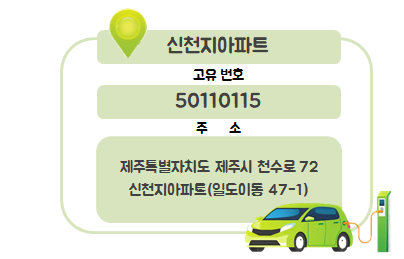 신천지아파트
고유 번호
50110115
주 소
제주특별자치도 제주시 천수로 72
신천지아파트(일도이동 47-1)